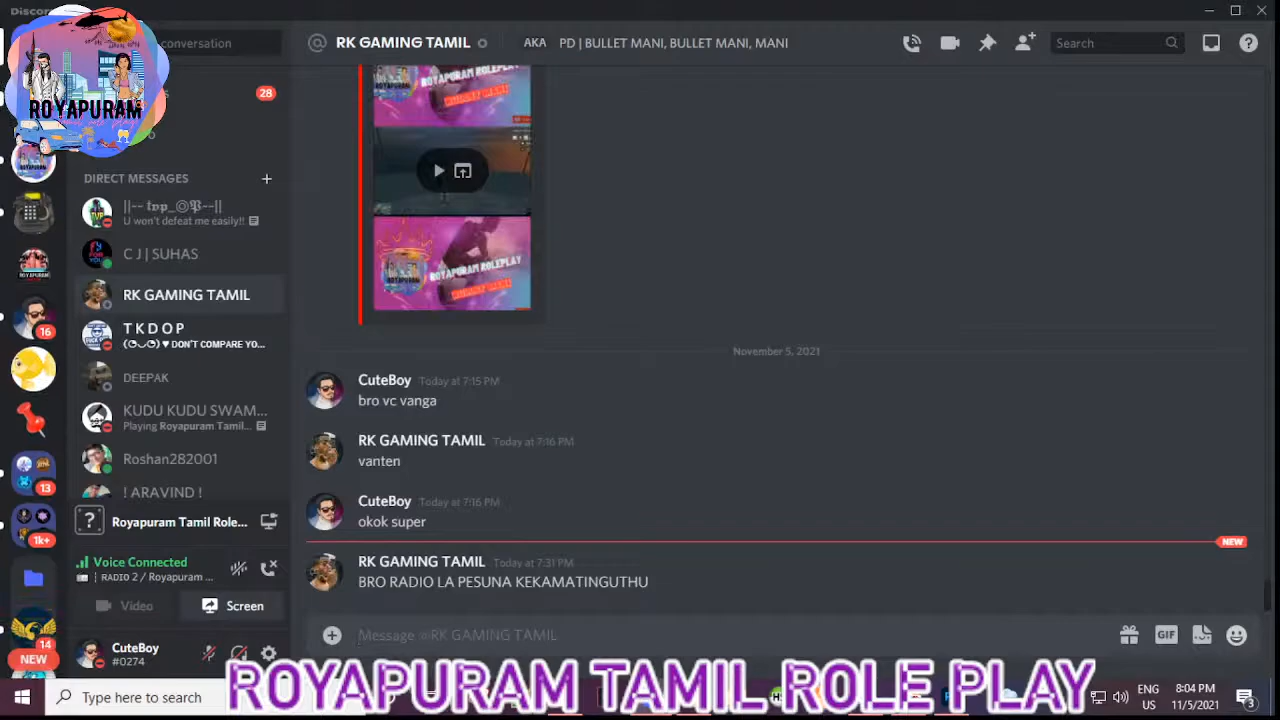 Discord
conversation
RK GAMING TAMIL
AKA PD | BULLET MANI, BULLET MANI, MANI
Search
ROYAPURAM
28
DIRECT MESSAGES
U won't defeat me easily!!
C J | SUHAS
RK GAMING TAMIL
T K D O P
(◔◡◔) ♥ DON'T COMPARE YO...
DEEPAK
KUDU KUDU SWAM...
Playing Royapuram Tamil...
Roshan282001
! ARAVIND !
16
13
1k+
14
NEW
ROYAPURAM ROLEPLAY
ROYAPURAM ROLEPLAY
November 5, 2021
CuteBoy Today at 7:15 PM
bro vc vanga
RK GAMING TAMIL Today at 7:16 PM
vanten
CuteBoy Today at 7:16 PM
okok super
NEW
RK GAMING TAMIL Today at 7:31 PM
BRO RADIO LA PESUNA KEKAMATINGUTHU
Message @RK GAMING TAMIL
GIF
Royapuram Tamil Role...
Voice Connected
RADIO 2 / Royapuram ...
Video
Screen
CuteBoy
#0274
Type here to search
ROYAPURAM TAMIL ROLE PLAY
ENG
US
8:04 PM
11/5/2021
3